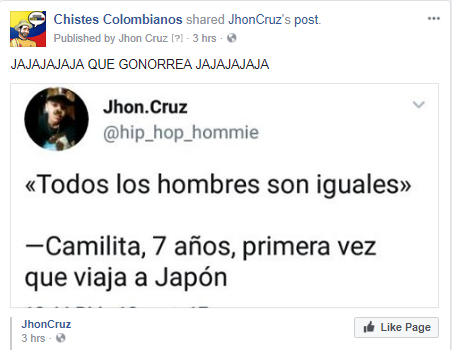 Chistes Colombianos shared JhonCruz's post.
Published by Jhon Cruz [?] · 3 hrs ·
JAJAJAJAJA QUE GONORREA JAJAJAJAJA
Jhon.Cruz
@hip_hop_hommie
«Todos los hombres son iguales»
—Camilita, 7 años, primera vez
que viaja a Japón
JhonCruz
3 hrs ·
Like Page